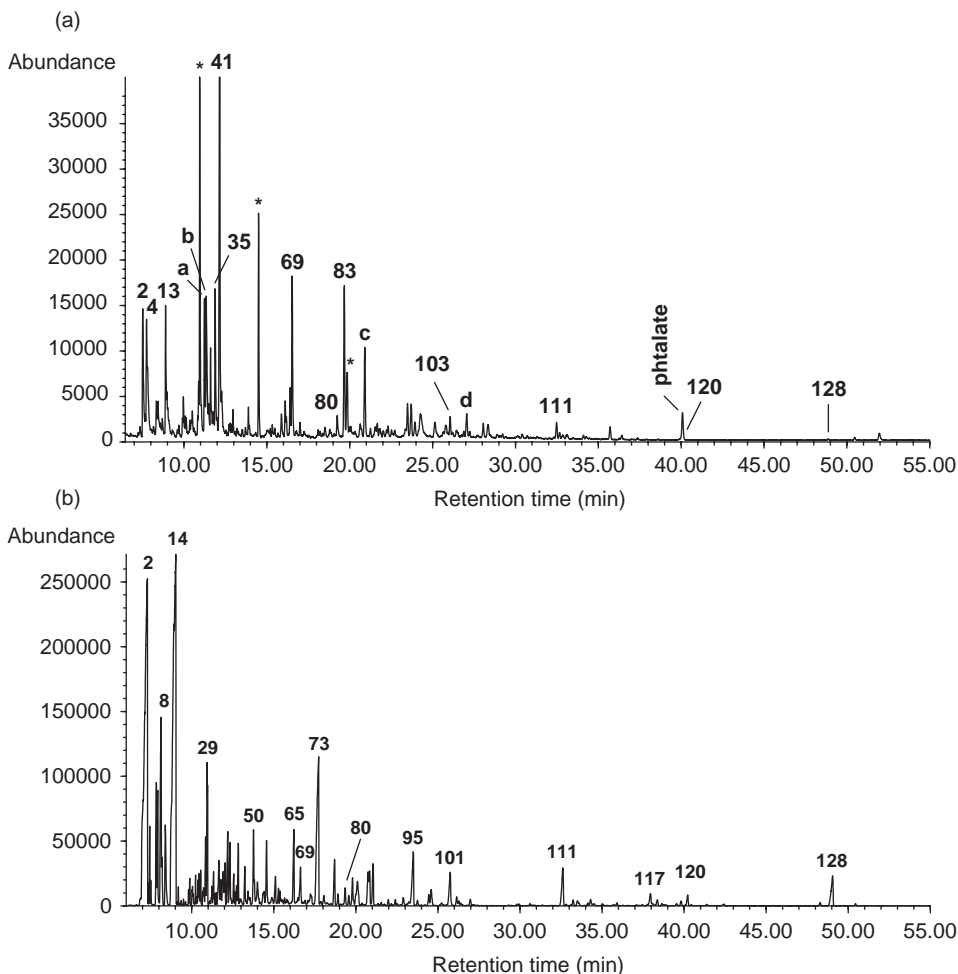 (a)
Abundance
* 41
35000
30000
25000 *
b 35
20000 a 69 83
2 4 13
15000
c
10000 *
103 phtalate 120
5000 80 d 111 128
0
10.00 15.00 20.00 25.00 30.00 35.00 40.00 45.00 50.00 55.00
Retention time (min)
(b)
Abundance
14
2
250000
200000
8
150000
29 73
100000
50 65 80
50000 69 95 101 111 117 120 128
0
10.00 15.00 20.00 25.00 30.00 35.00 40.00 45.00 50.00 55.00
Retention time (min)